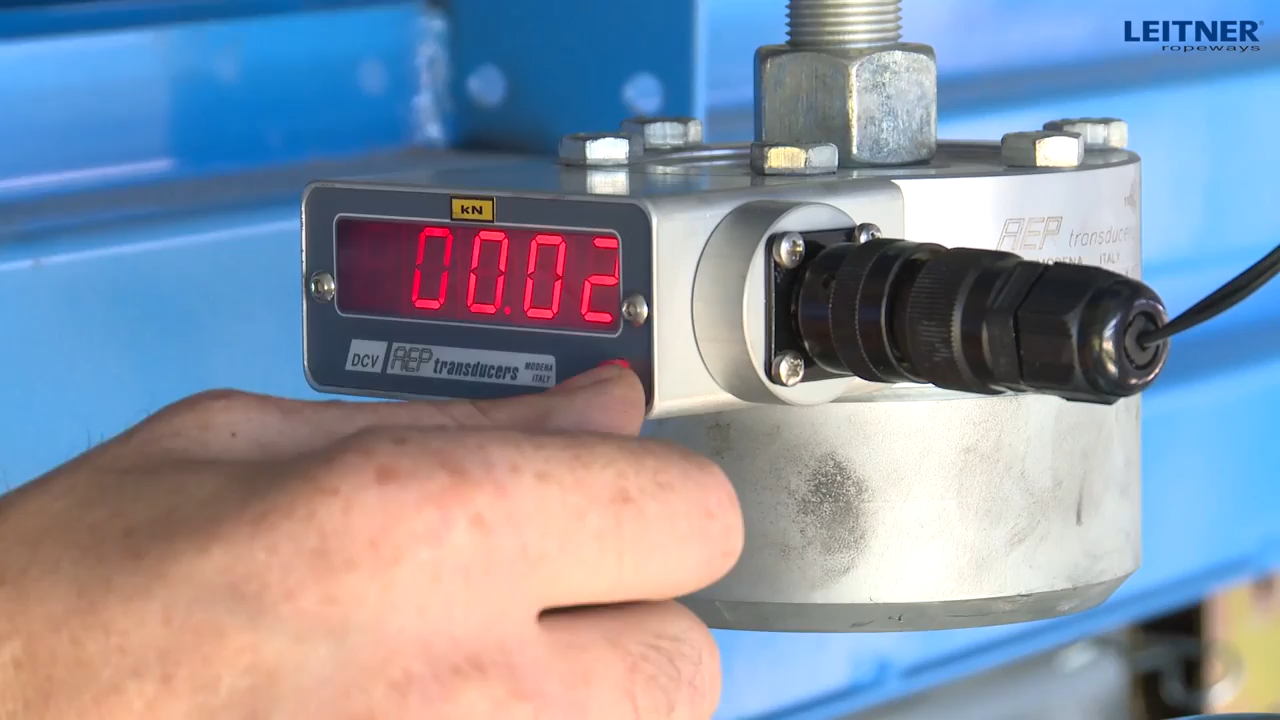 LEITNER®
ropeways
kN
00.02
DCV AEP transducers MODENA
ITALY
AEP transducers
MODENA ITALY